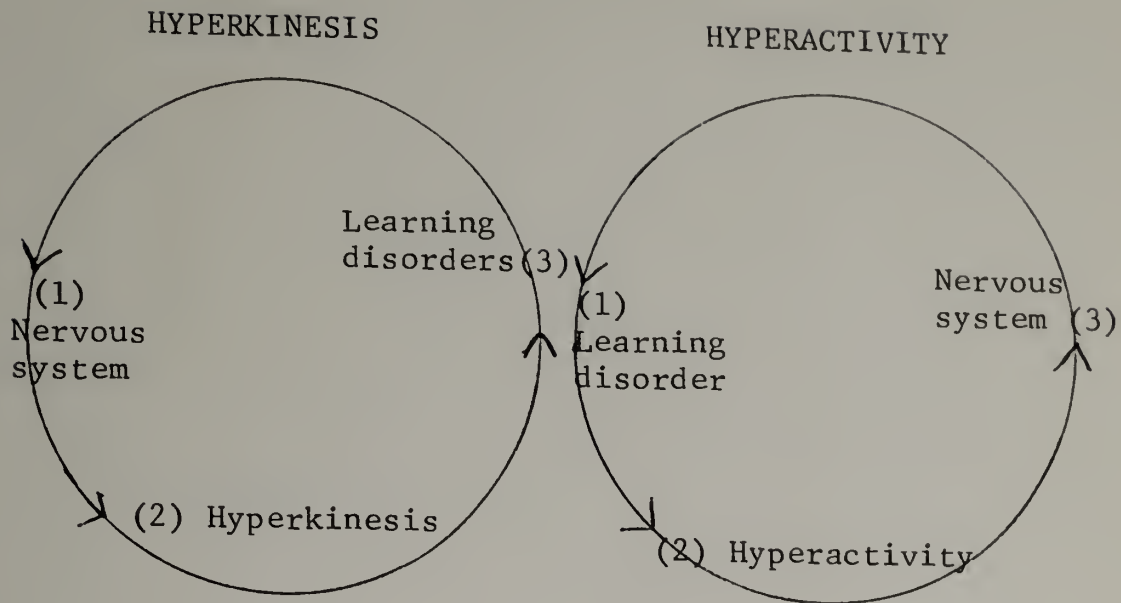 HYPERKINESIS
HYPERACTIVITY
Learning
disorders(3)
(1)
Nervous
system
(2) Hyperkinesis
(1)
Learning
disorder
Nervous
system (3)
(2) Hyperactivity